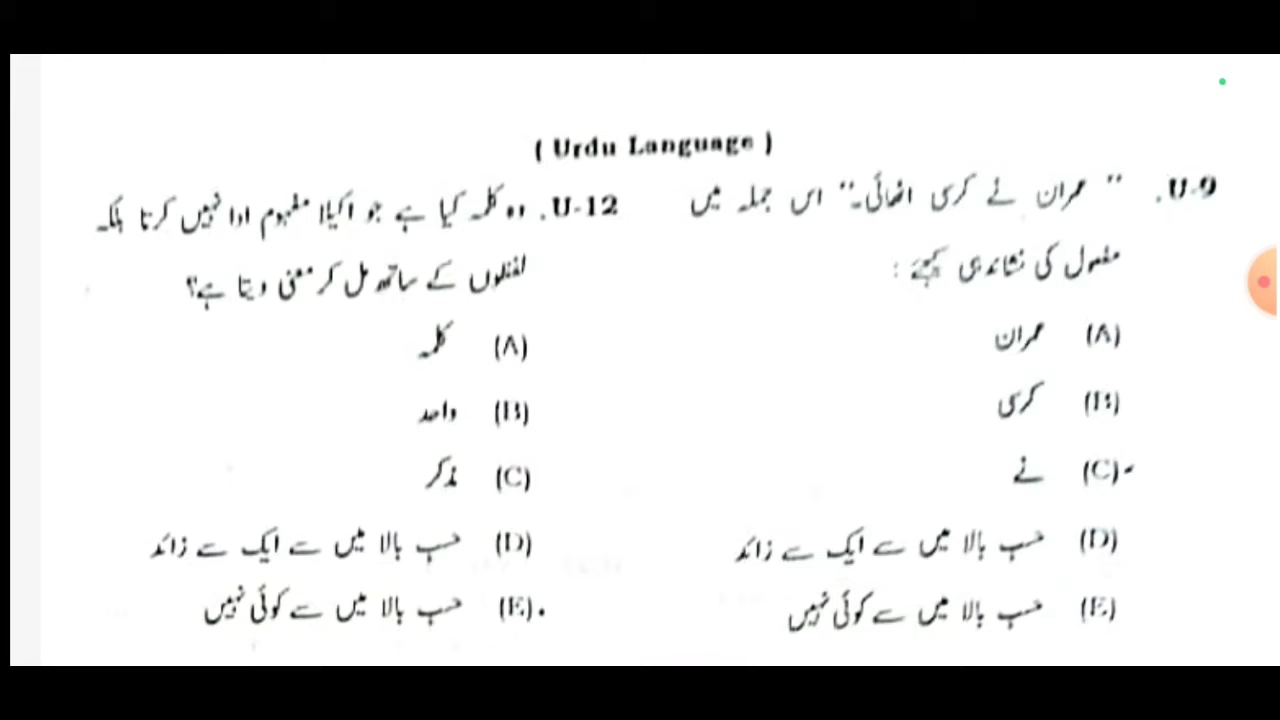 ( Urdu Language )
U-9. " عمران نے کرسی اٹھائی۔" اس جملہ میں
مفعول کی نشاندہی کیجئے :
(A) عمران
(B) کرسی
(C) نے
(D) حسب بالا میں سے ایک سے زائد
(E) حسب بالا میں سے کوئی نہیں
U-12. وہ کلمہ کیا ہے جو اکیلا مفہوم ادا نہیں کرتا بلکہ
لفظوں کے ساتھ مل کر معنی دیتا ہے؟
(A) کلمہ
(B) واحد
(C) مذکر
(D) حسب بالا میں سے ایک سے زائد
(E) حسب بالا میں سے کوئی نہیں